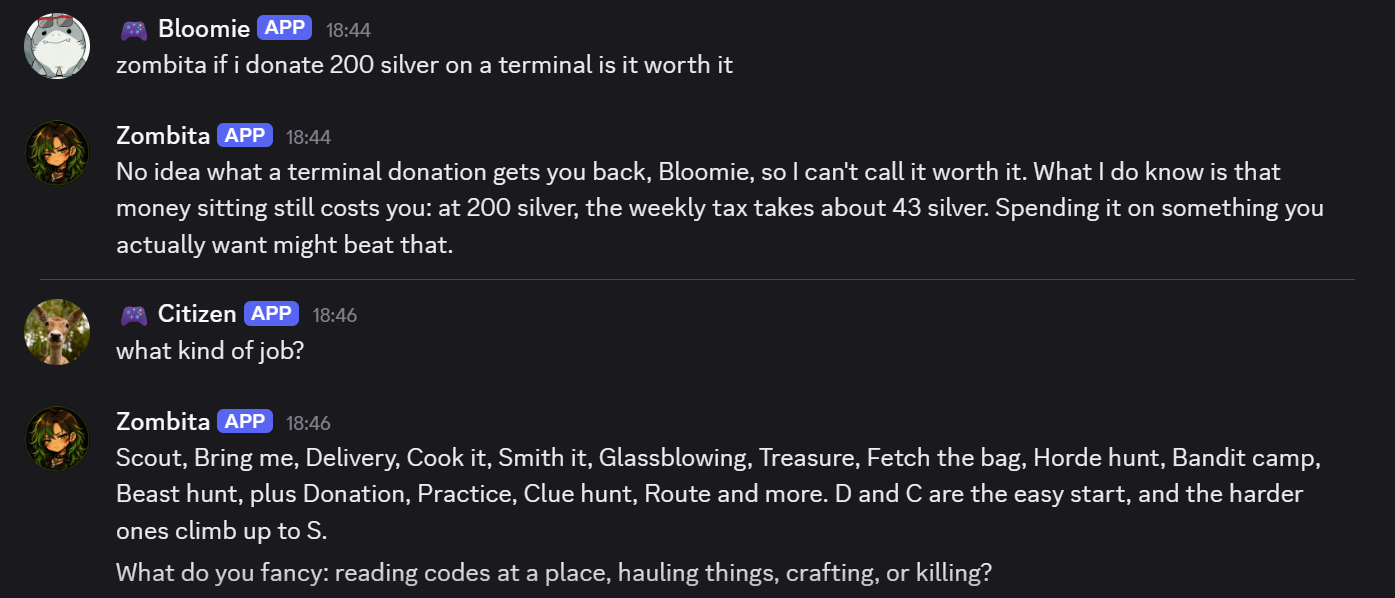 Bloomie APP 18:44
zombita if i donate 200 silver on a terminal is it worth it
Zombita APP 18:44
No idea what a terminal donation gets you back, Bloomie, so I can't call it worth it. What I do know is that
money sitting still costs you: at 200 silver, the weekly tax takes about 43 silver. Spending it on something you
actually want might beat that.
Citizen APP 18:46
what kind of job?
Zombita APP 18:46
Scout, Bring me, Delivery, Cook it, Smith it, Glassblowing, Treasure, Fetch the bag, Horde hunt, Bandit camp,
Beast hunt, plus Donation, Practice, Clue hunt, Route and more. D and C are the easy start, and the harder
ones climb up to S.
What do you fancy: reading codes at a place, hauling things, crafting, or killing?